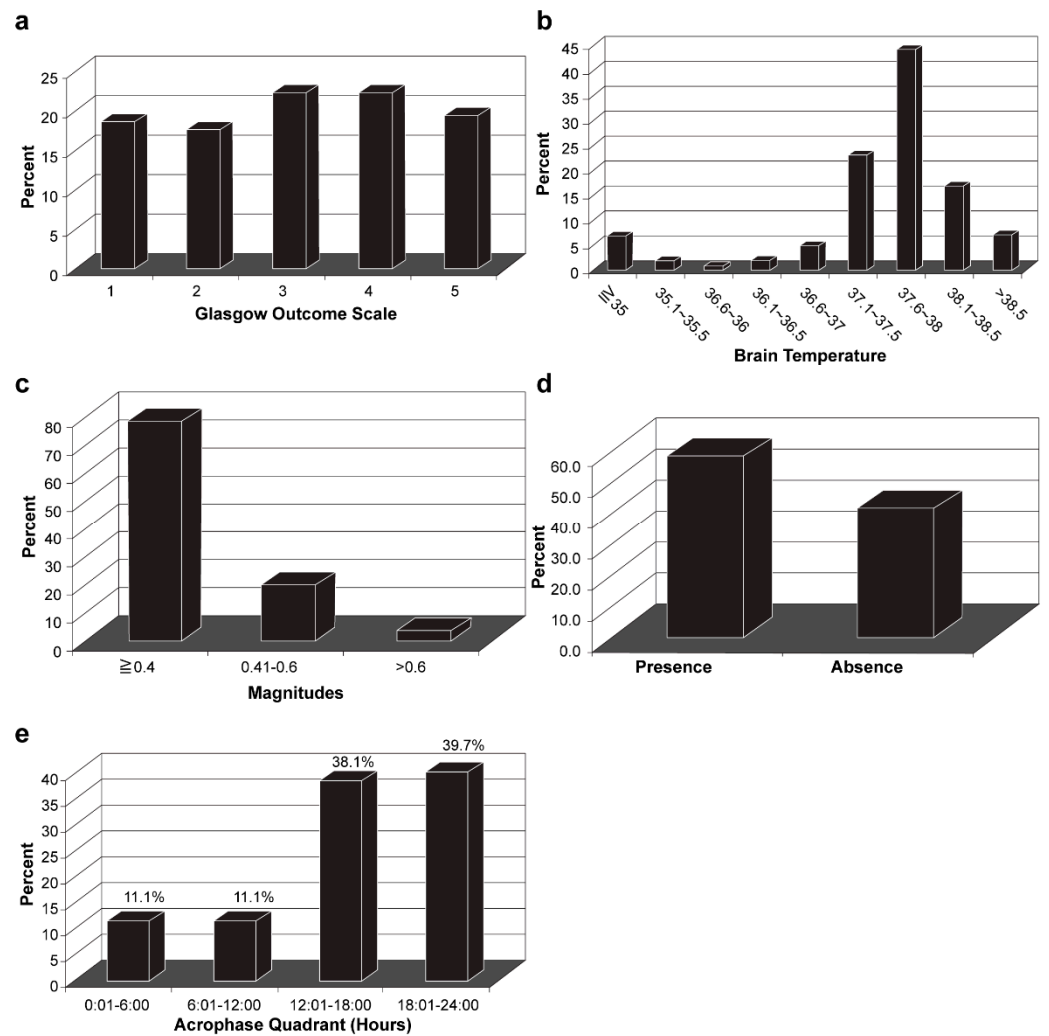 a
25
20
15
10
5
0
Percent
1 2 3 4 5
Glasgow Outcome Scale
b
45
40
35
30
25
20
15
10
5
0
Percent
≦35 35.1~35.5 36.6~36 36.1~36.5 36.6~37 37.1~37.5 37.6~38 38.1~38.5 >38.5
Brain Temperature
c
80
70
60
50
40
30
20
10
0
Percent
≦0.4 0.41-0.6 >0.6
Magnitudes
d
60.0
50.0
40.0
30.0
20.0
10.0
0.0
Percent
Presence Absence
e
40
35
30
25
20
15
10
5
0
Percent
11.1% 11.1% 38.1% 39.7%
0:01-6:00 6:01-12:00 12:01-18:00 18:01-24:00
Acrophase Quadrant (Hours)